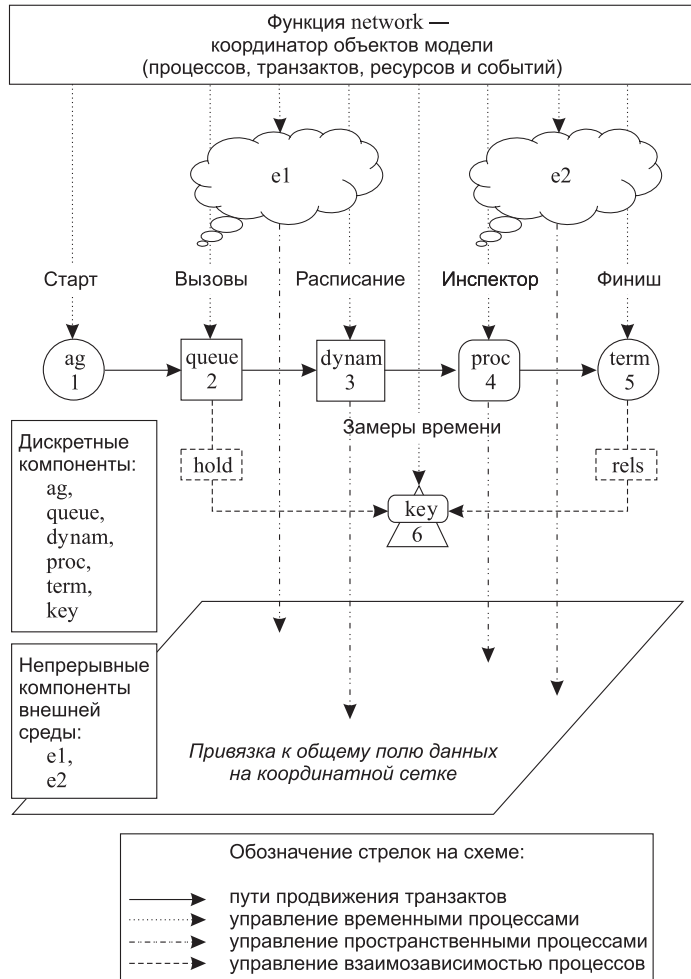 Функция network —
координатор объектов модели
(процессов, транзактов, ресурсов и событий)
e1
e2
Старт
Вызовы
Расписание
Инспектор
Финиш
ag
1
queue
2
dynam
3
proc
4
term
5
Замеры времени
hold
rels
key
6
Дискретные
компоненты:
ag,
queue,
dynam,
proc,
term,
key
Непрерывные
компоненты
внешней
среды:
e1,
e2
Привязка к общему полю данных
на координатной сетке
Обозначение стрелок на схеме:
пути продвижения транзактов
управление временными процессами
управление пространственными процессами
управление взаимозависимостью процессов